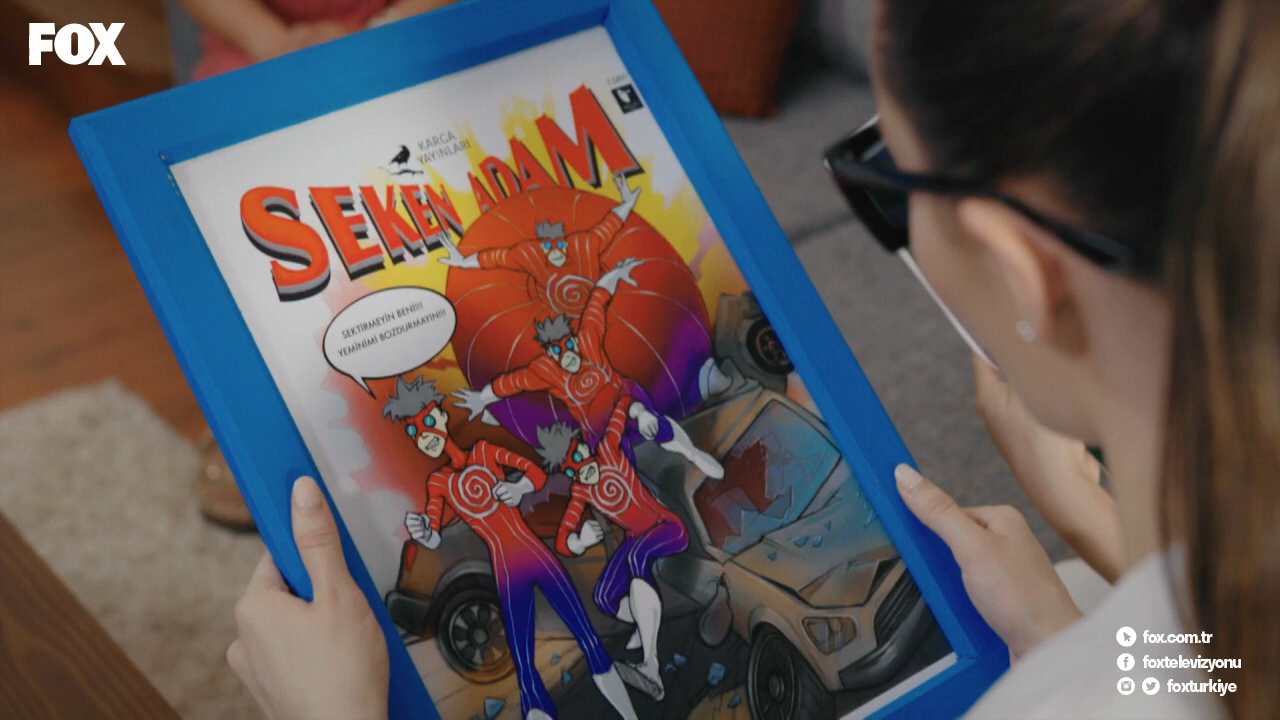 FOX
KARGA
YAYINLARI
SEKEN ADAM
SEKTİRMEYİN BENİ!!!
YEMİNİMİ BOZDURMAYIN!!!
fox.com.tr
foxtelevizyonu
foxturkiye